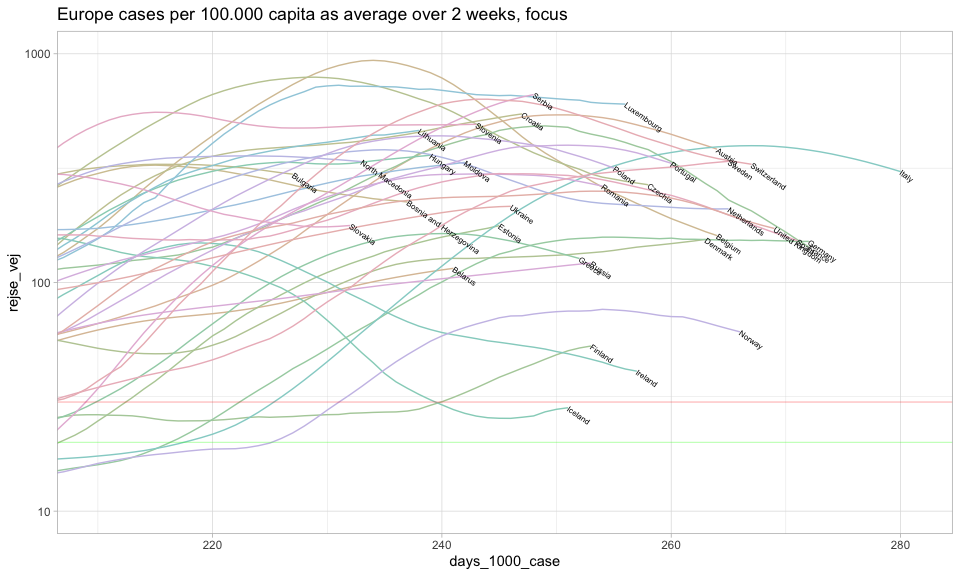 Europe cases per 100.000 capita as average over 2 weeks, focus
1000
Serbia
Luxembourg
Croatia
Lithuania
Slovakia
Slovenia
Austria
Sweden
Switzerland
Hungary
North Macedonia
Moldova
Poland
Portugal
Italy
Bulgaria
Romania
Czechia
Bosnia and Herzegovina
Ukraine
Netherlands
Estonia
United Kingdom
Belgium
Denmark
Germany
rejse_vej
100
Greece
Russia
Belarus
Norway
Finland
Ireland
Iceland
10
220
240
260
280
days_1000_case